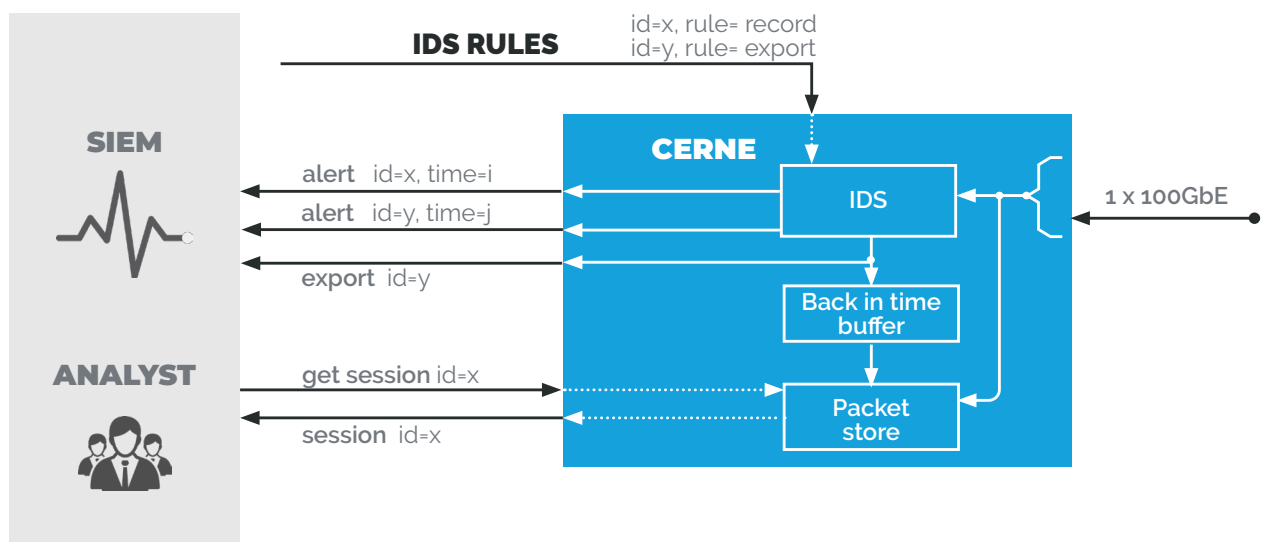 IDS RULES
id=x, rule= record
id=y, rule= export
SIEM
CERNE
alert id=x, time=i
IDS
1 x 100GbE
alert id=y, time=j
export id=y
Back in time
buffer
ANALYST
get session id=x
Packet
store
session id=x